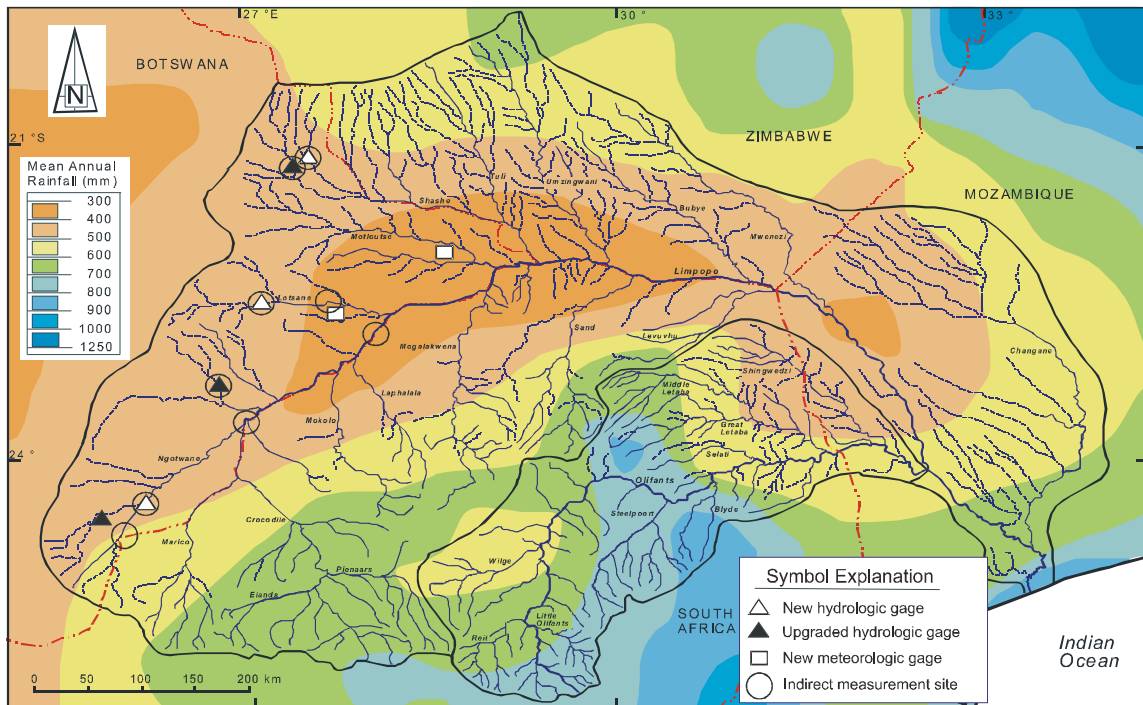 27 °E
30
33
BOTSWANA
N
21 °S
ZIMBABWE
MOZAMBIQUE
Mean Annual
Rainfall (mm)
300
400
500
600
700
800
900
1000
1250
Tuli
Umzingwani
Shashe
Bubye
Motloutse
Mwenezi
Limpopo
Lotsane
Sand
Mogalakwena
Levuvhu
Changane
Shingwedzi
Middle
Letaba
Laphalala
Mokolo
Great
Letaba
24 °
Ngotwane
Selati
Olifants
Steelpoort
Blyde
Crocodie
Marico
Wilge
Pienaars
Elands
Little
Olifants
Reit
SOUTH
AFRICA
Symbol Explanation
New hydrologic gage
Upgraded hydrologic gage
New meteorologic gage
Indirect measurement site
Indian
Ocean
0 50 100 150 200 km